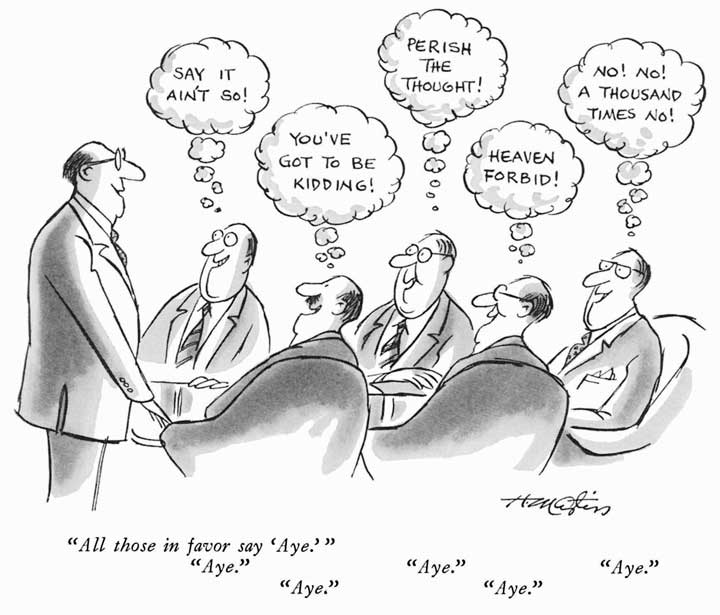 SAY IT
AIN'T SO!
YOU'VE
GOT TO BE
KIDDING!
PERISH
THE
THOUGHT!
HEAVEN
FORBID!
NO! NO!
A THOUSAND
TIMES NO!
H. Martin
“All those in favor say ‘Aye.’ ”
“Aye.”
“Aye.”
“Aye.”
“Aye.”
“Aye.”